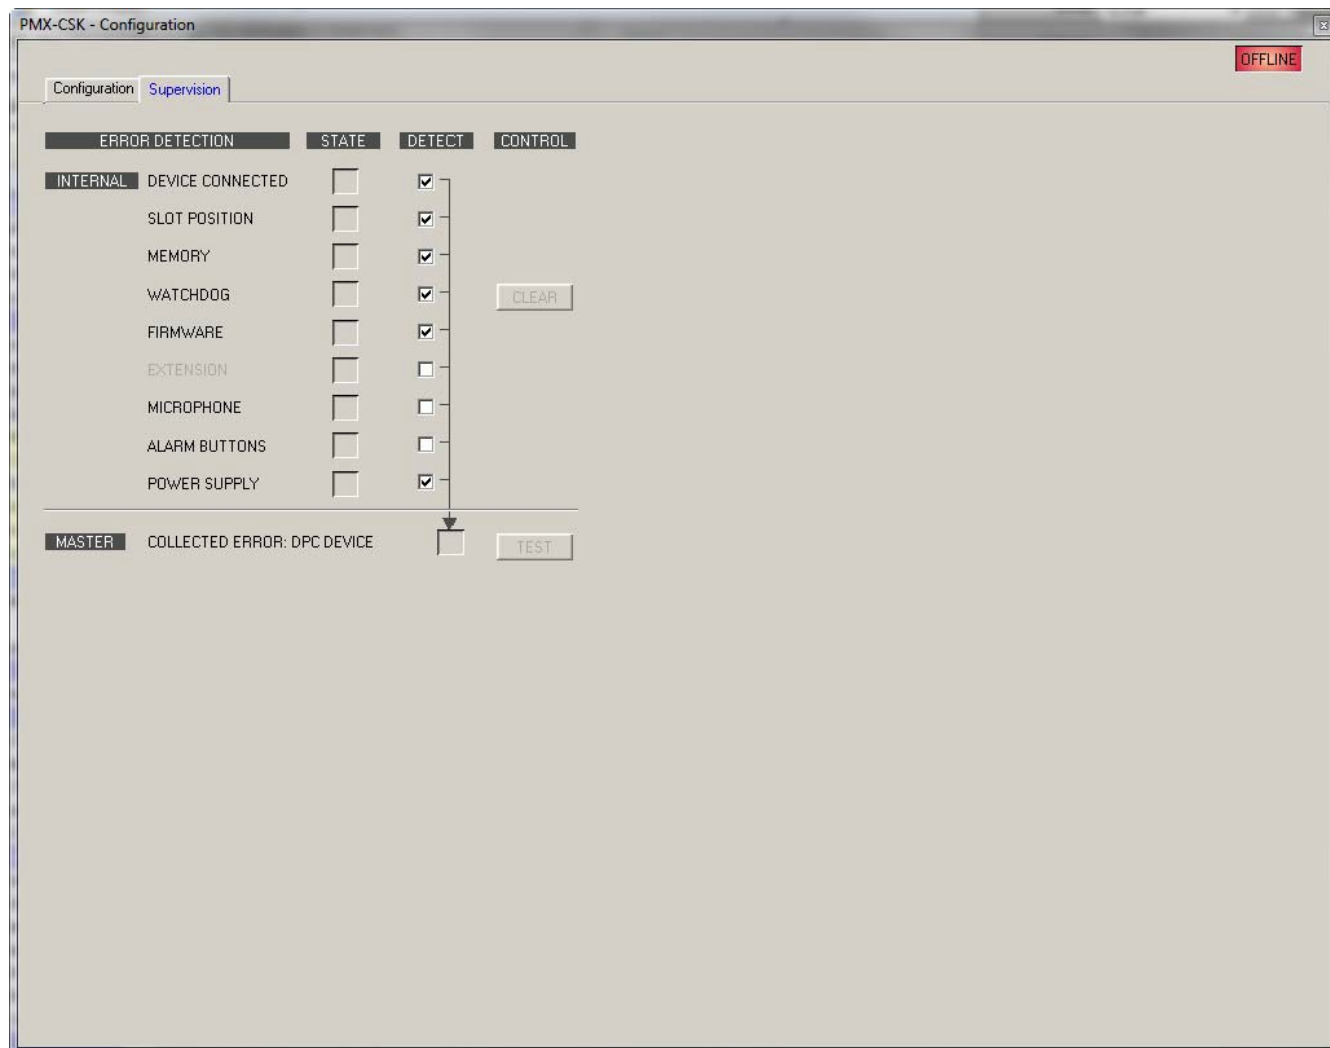 PMX-CSK - Configuration
OFFLINE
Configuration Supervision
ERROR DETECTION STATE DETECT CONTROL
INTERNAL DEVICE CONNECTED
SLOT POSITION
MEMORY
WATCHDOG CLEAR
FIRMWARE
EXTENSION
MICROPHONE
ALARM BUTTONS
POWER SUPPLY
MASTER COLLECTED ERROR: DPC DEVICE TEST